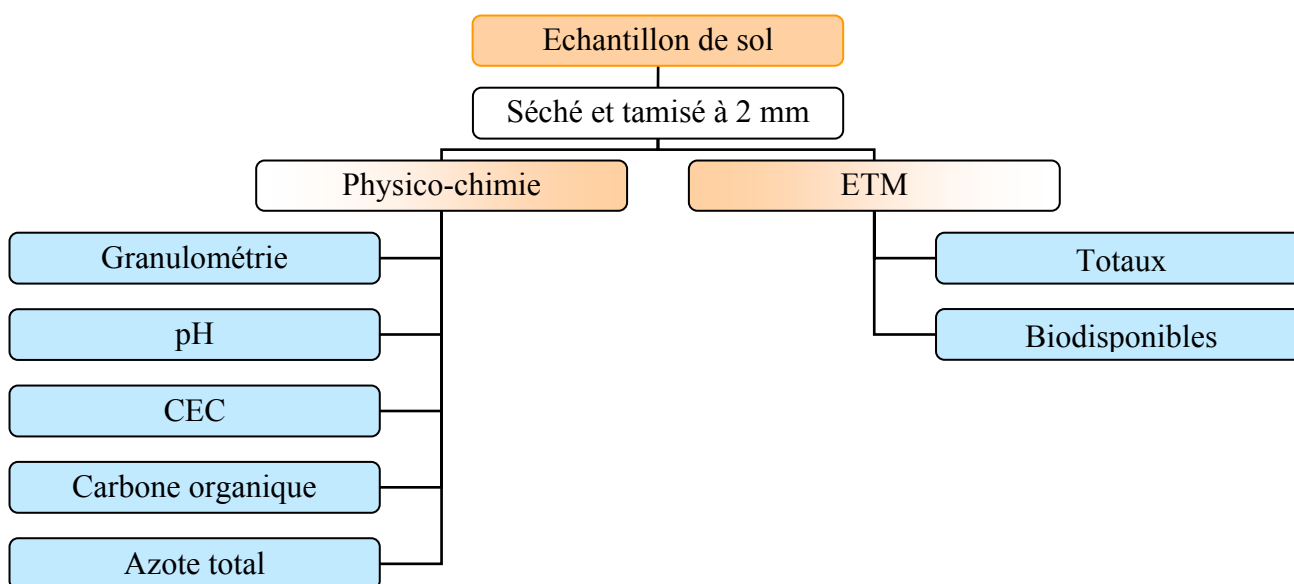 Echantillon de sol
Séché et tamisé à 2 mm
Physico-chimie
ETM
Granulométrie
Totaux
pH
Biodisponibles
CEC
Carbone organique
Azote total